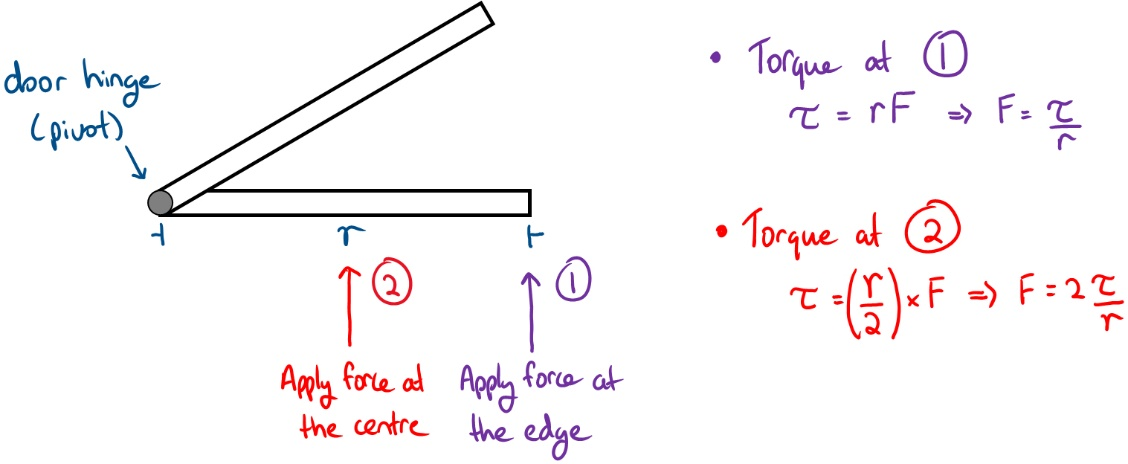 door hinge
(pivot)
r
②
①
Apply force at
the centre
Apply force at
the edge
• Torque at ①
τ = rF ⇒ F = τ/r
• Torque at ②
τ = (r/2) × F ⇒ F = 2 τ/r